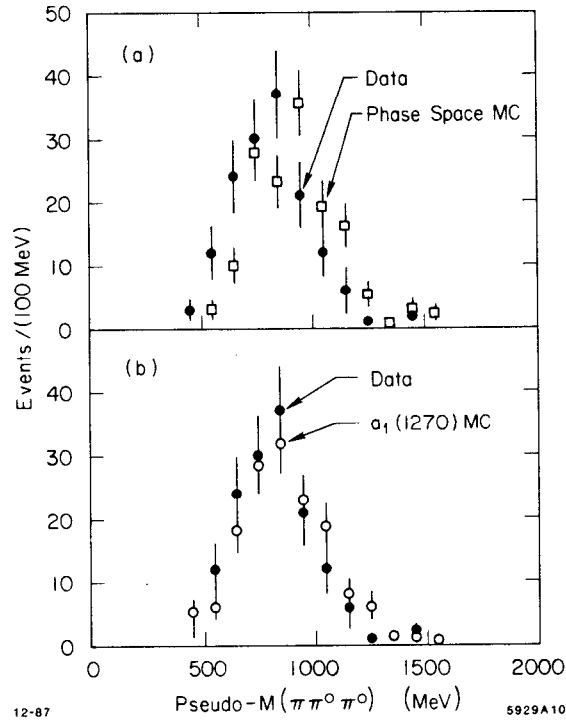 50
(a)
40
Data
30
Phase Space MC
20
10
0
Events/(100 MeV)
(b)
40
Data
a₁ (1270) MC
30
20
10
0
0 500 1000 1500 2000
Pseudo-M(ππ⁰π⁰) (MeV)
12-87 5929A10